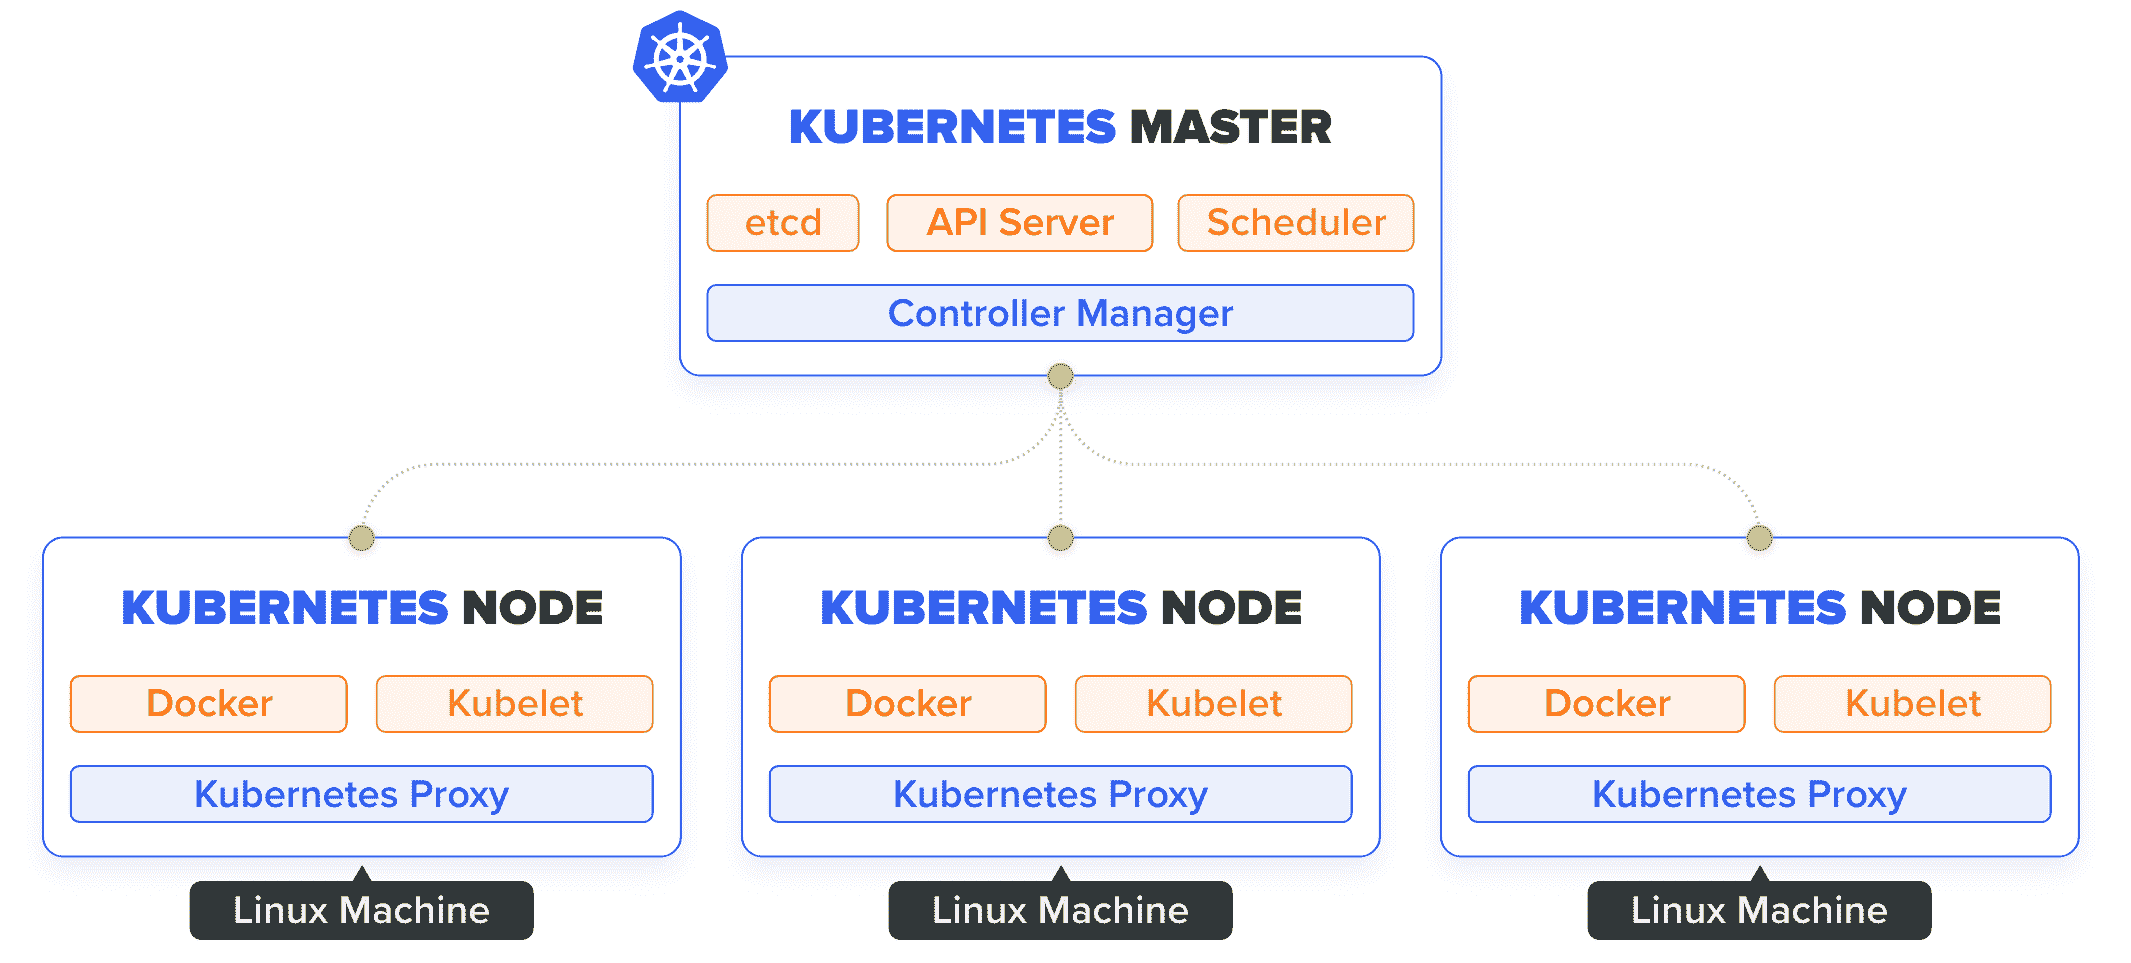 KUBERNETES MASTER
etcd API Server Scheduler
Controller Manager
KUBERNETES NODE KUBERNETES NODE KUBERNETES NODE
Docker Kubelet Docker Kubelet Docker Kubelet
Kubernetes Proxy Kubernetes Proxy Kubernetes Proxy
Linux Machine Linux Machine Linux Machine